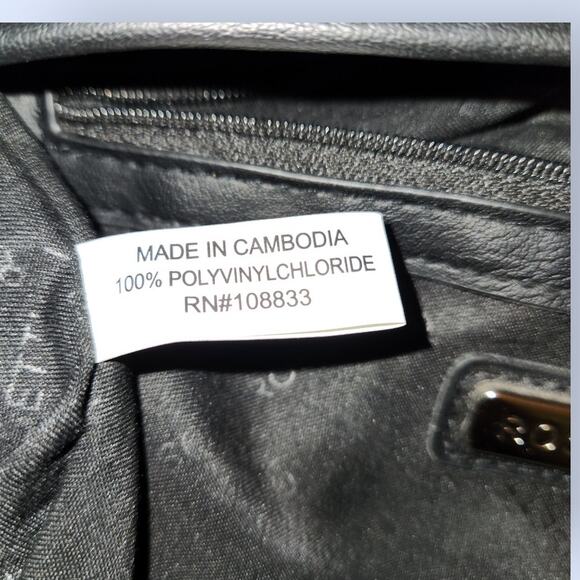 MADE IN CAMBODIA
100% POLYVINYLCHLORIDE
RN#108833